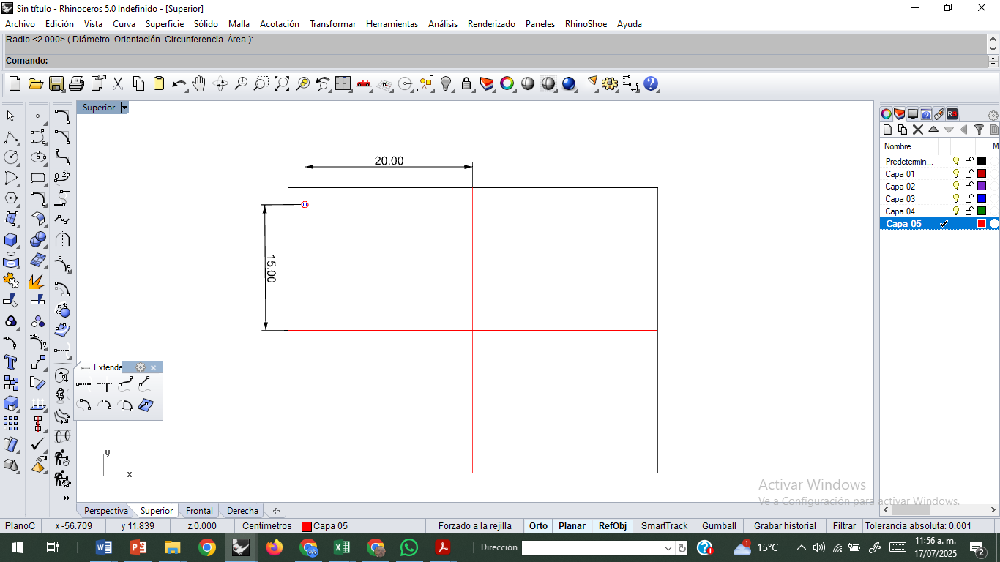 Sin título - Rhinoceros 5.0 Indefinido - [Superior]
Archivo Edición Vista Curva Superficie Sólido Malla Acotación Transformar Herramientas Análisis Renderizado Paneles RhinoShoe Ayuda
Radio <2.000> ( Diámetro Orientación Circunferencia Área ):
Comando:
Superior
Nombre M
Predetermin...
Capa 01
Capa 02
Capa 03
Capa 04
Capa 05
20.00
15.00
Extende
y
x
Activar Windows
Ve a Configuración para activar Windows.
Perspectiva Superior Frontal Derecha
PlanoC x -56.709 y 11.839 z 0.000 Centímetros Capa 05 Forzado a la rejilla Orto Planar RefObj SmartTrack Gumball Grabar historial Filtrar Tolerancia absoluta: 0.001
Dirección 1 15°C 11:56 a. m.
17/07/2025 2